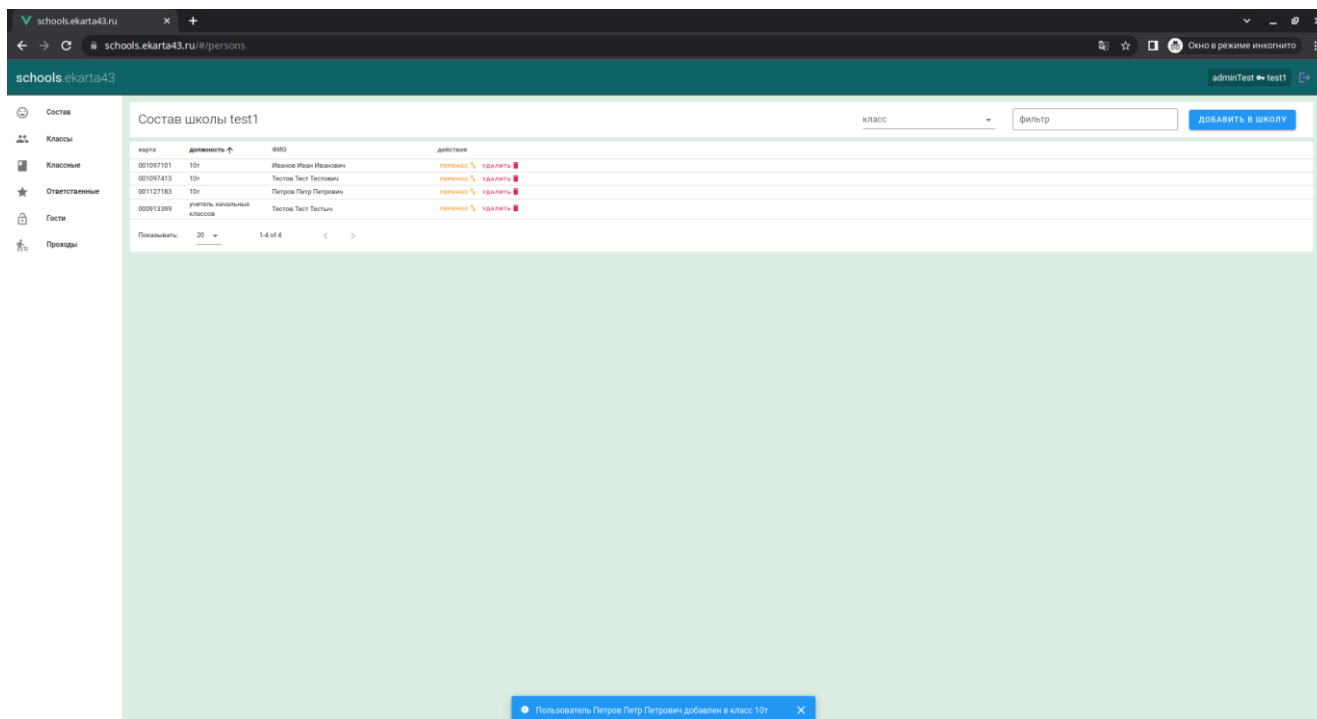 schools.ekarta43.ru
schools.ekarta43.ru/#/persons
Окно в режиме инкогнито
schools.ekarta43
adminTest test1
Состав
Классы
Классные
Ответственные
Гости
Проходы
Состав школы test1
класс
фильтр
ДОБАВИТЬ В ШКОЛУ
карта должность ФИО действия
001097101 10т Иванов Иван Иванович ПЕРЕНОС УДАЛИТЬ
001097413 10т Тестов Тест Тестович ПЕРЕНОС УДАЛИТЬ
001127183 10т Петров Петр Петрович ПЕРЕНОС УДАЛИТЬ
000913399 учитель начальных классов Тестов Тест Тестыч ПЕРЕНОС УДАЛИТЬ
Показывать: 20 1-4 of 4
Пользователь Петров Петр Петрович добавлен в класс 10т